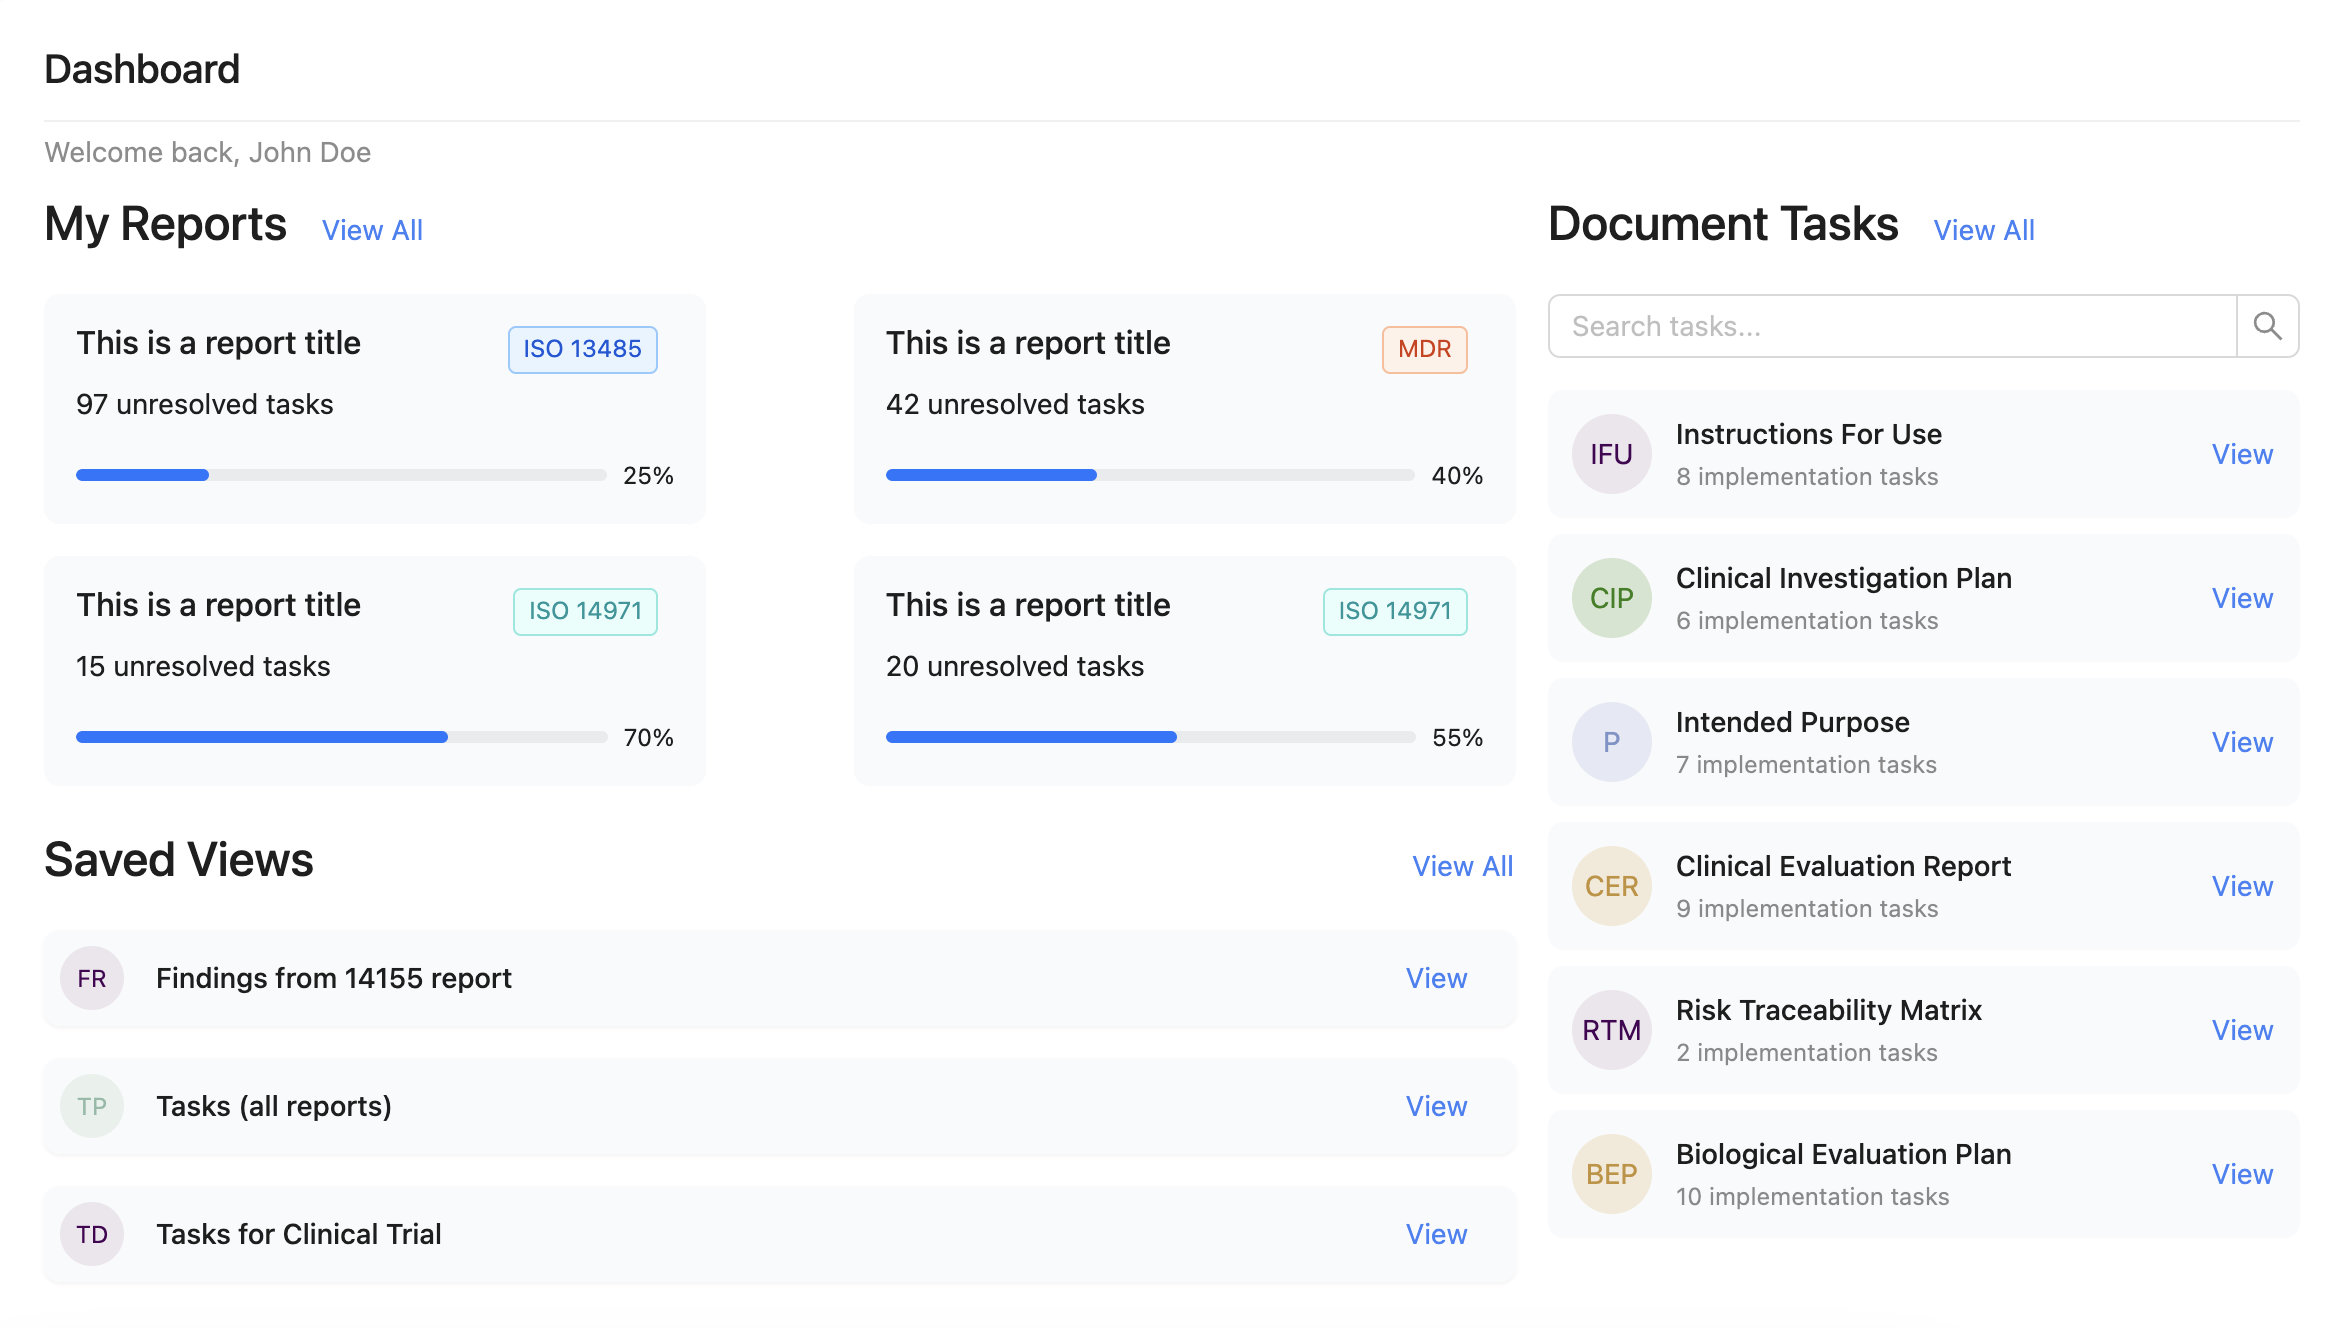 Dashboard
Welcome back, John Doe
My Reports View All
This is a report title ISO 13485
97 unresolved tasks
25%
This is a report title MDR
42 unresolved tasks
40%
This is a report title ISO 14971
15 unresolved tasks
70%
This is a report title ISO 14971
20 unresolved tasks
55%
Saved Views View All
FR Findings from 14155 report View
TP Tasks (all reports) View
TD Tasks for Clinical Trial View
Document Tasks View All
Search tasks...
IFU Instructions For Use View
8 implementation tasks
CIP Clinical Investigation Plan View
6 implementation tasks
P Intended Purpose View
7 implementation tasks
CER Clinical Evaluation Report View
9 implementation tasks
RTM Risk Traceability Matrix View
2 implementation tasks
BEP Biological Evaluation Plan View
10 implementation tasks